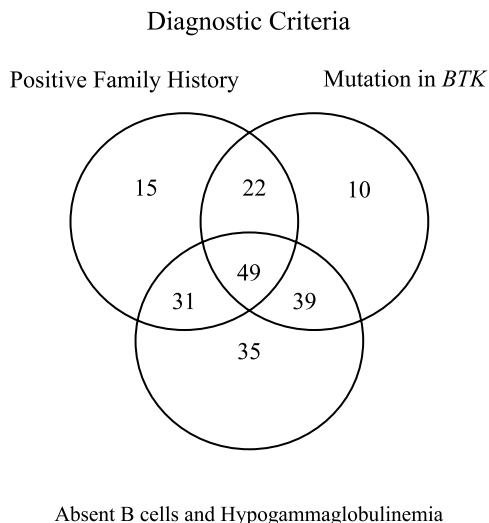 Diagnostic Criteria
Positive Family History
Mutation in BTK
15
22
10
49
31
39
35
Absent B cells and Hypogammaglobulinemia